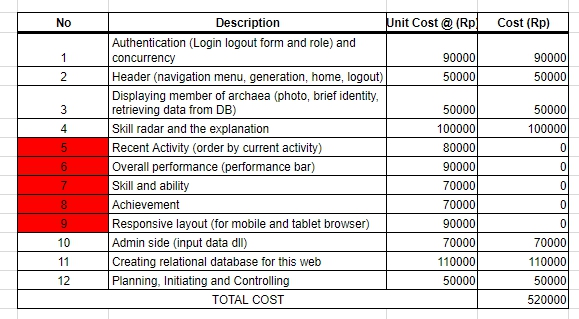 No Description Unit Cost @ (Rp) Cost (Rp)
Authentication (Login logout form and role) and
1 concurrency 90000 90000
2 Header (navigation menu, generation, home, logout) 50000 50000
Displaying member of archaea (photo, brief identity,
3 retrieving data from DB) 50000 50000
4 Skill radar and the explanation 100000 100000
5 Recent Activity (order by current activity) 80000 0
6 Overall performance (performance bar) 90000 0
7 Skill and ability 70000 0
8 Achievement 70000 0
9 Responsive layout (for mobile and tablet browser) 90000 0
10 Admin side (input data dll) 70000 70000
11 Creating relational database for this web 110000 110000
12 Planning, Initiating and Controlling 50000 50000
TOTAL COST 520000